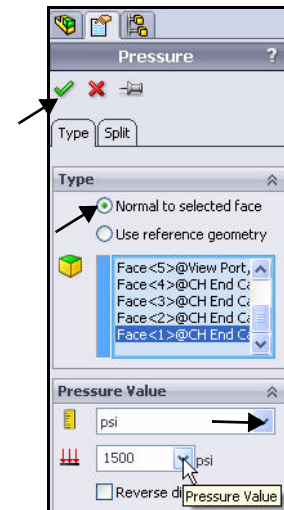 Pressure ?
Type Split
Type
Normal to selected face
Use reference geometry
Face<5>@View Port,
Face<4>@CH End Ca
Face<3>@CH End Ca
Face<2>@CH End Ca
Face<1>@CH End Ca
Pressure Value
psi
1500 psi
Reverse di Pressure Value